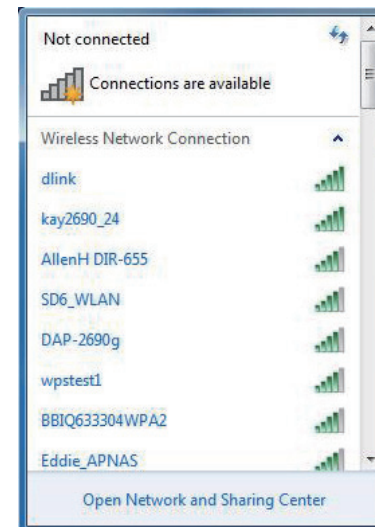 Not connected
Connections are available
Wireless Network Connection
dlink
kay2690_24
AllenH DIR-655
SD6_WLAN
DAP-2690g
wpstest1
BBIQ633304WPA2
Eddie_APNAS
Open Network and Sharing Center